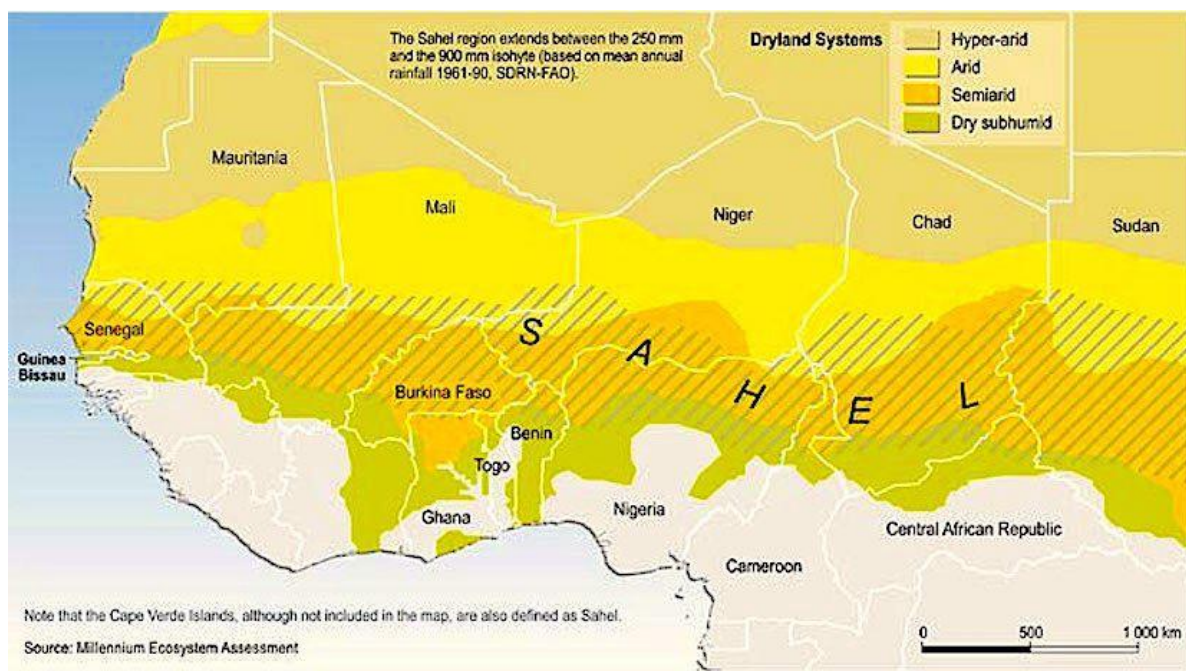 The Sahel region extends between the 250 mm
and the 900 mm isohyte (based on mean annual
rainfall 1961-90, SDRN-FAO).
Dryland Systems
Hyper-arid
Arid
Semiarid
Dry subhumid
Mauritania
Mali
Niger
Chad
Sudan
Senegal
Guinea
Bissau
SAHEL
Burkina Faso
Benin
Togo
Ghana
Nigeria
Central African Republic
Cameroon
Note that the Cape Verde Islands, although not included in the map, are also defined as Sahel.
Source: Millennium Ecosystem Assessment
0 500 1 000 km